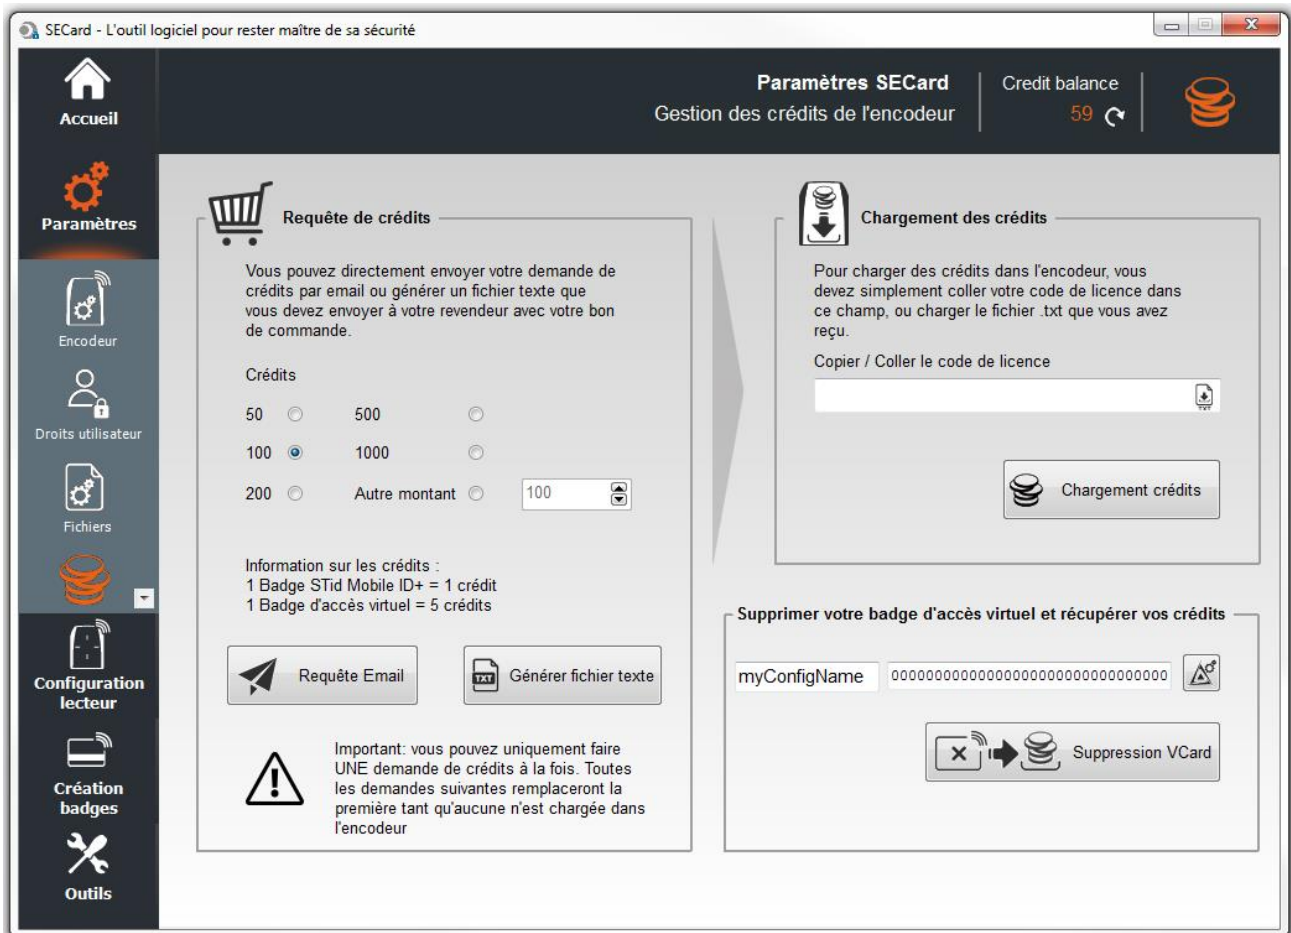 SECard - L'outil logiciel pour rester maître de sa sécurité
Accueil
Paramètres SECard
Gestion des crédits de l'encodeur
Credit balance
59
Paramètres
Encodeur
Droits utilisateur
Fichiers
Configuration
lecteur
Création
badges
Outils
Requête de crédits
Vous pouvez directement envoyer votre demande de
crédits par email ou générer un fichier texte que
vous devez envoyer à votre revendeur avec votre bon
de commande.
Crédits
50 500
100 1000
200 Autre montant 100
Information sur les crédits :
1 Badge STid Mobile ID+ = 1 crédit
1 Badge d'accès virtuel = 5 crédits
Requête Email
TXT
Générer fichier texte
Important: vous pouvez uniquement faire
UNE demande de crédits à la fois. Toutes
les demandes suivantes remplaceront la
première tant qu'aucune n'est chargée dans
l'encodeur
Chargement des crédits
Pour charger des crédits dans l'encodeur, vous
devez simplement coller votre code de licence dans
ce champ, ou charger le fichier .txt que vous avez
reçu.
Copier / Coller le code de licence
TXT
Chargement crédits
Supprimer votre badge d'accès virtuel et récupérer vos crédits
myConfigName 00000000000000000000000000000000
Suppression VCard